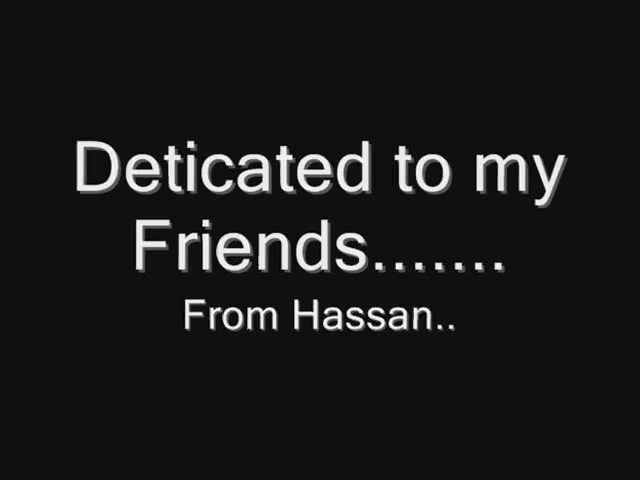 Deticated to my
Friends.......
From Hassan..